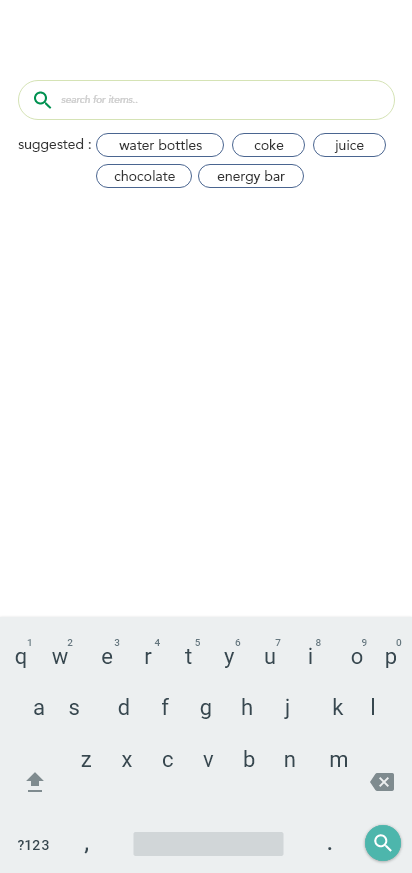 search for items..
suggested : water bottles coke juice
chocolate energy bar
1 2 3 4 5 6 7 8 9 0
q w e r t y u i o p
a s d f g h j k l
z x c v b n m
?123 , .